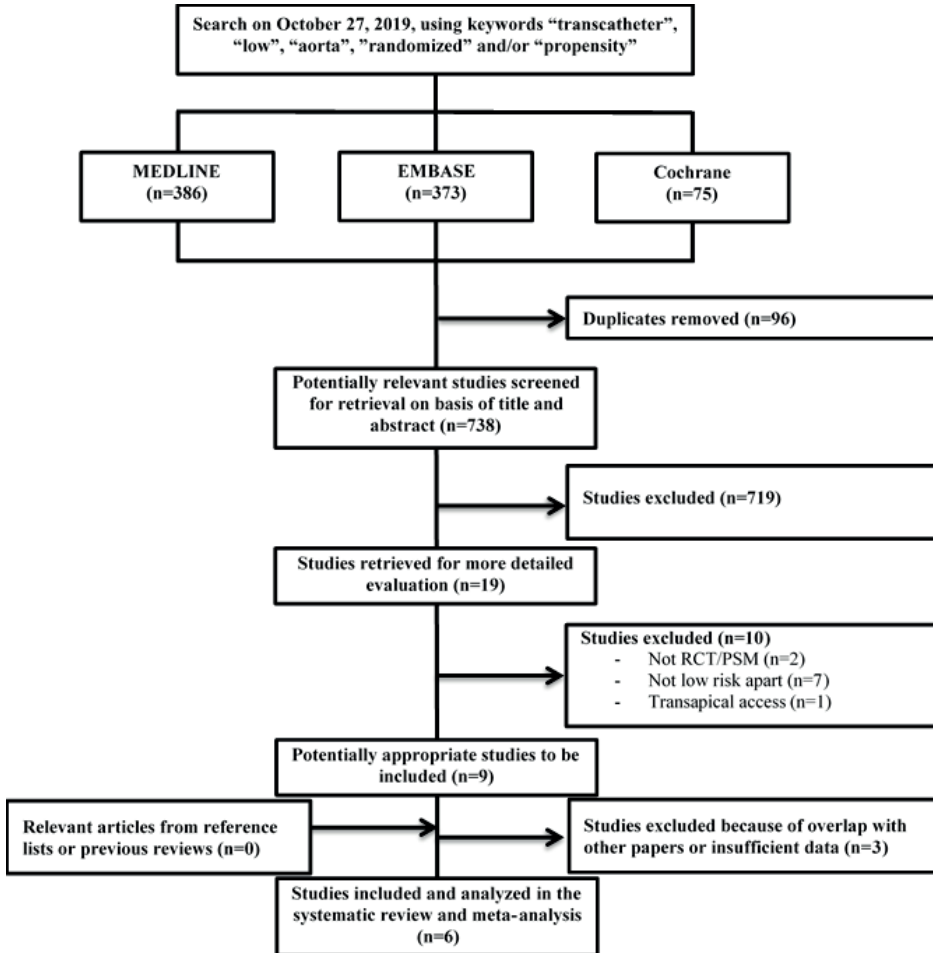 Search on October 27, 2019, using keywords “transcatheter”,
“low”, “aorta”, ”randomized” and/or “propensity”
MEDLINE
(n=386)
EMBASE
(n=373)
Cochrane
(n=75)
Duplicates removed (n=96)
Potentially relevant studies screened
for retrieval on basis of title and
abstract (n=738)
Studies excluded (n=719)
Studies retrieved for more detailed
evaluation (n=19)
Studies excluded (n=10)
- Not RCT/PSM (n=2)
- Not low risk apart (n=7)
- Transapical access (n=1)
Potentially appropriate studies to be
included (n=9)
Relevant articles from reference
lists or previous reviews (n=0)
Studies excluded because of overlap with
other papers or insufficient data (n=3)
Studies included and analyzed in the
systematic review and meta-analysis
(n=6)